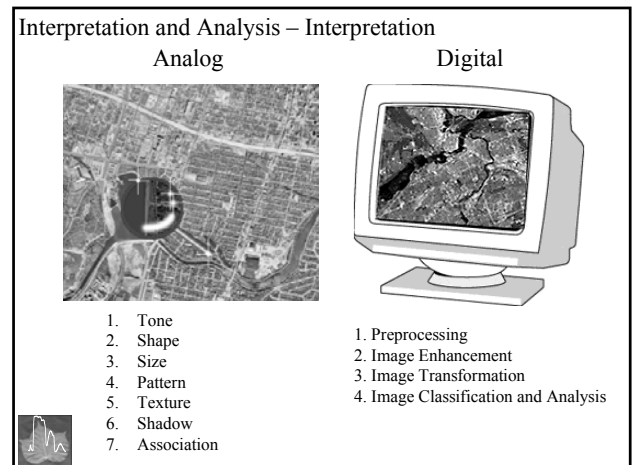 Interpretation and Analysis – Interpretation
Analog
Digital
1. Tone
2. Shape
3. Size
4. Pattern
5. Texture
6. Shadow
7. Association
1. Preprocessing
2. Image Enhancement
3. Image Transformation
4. Image Classification and Analysis